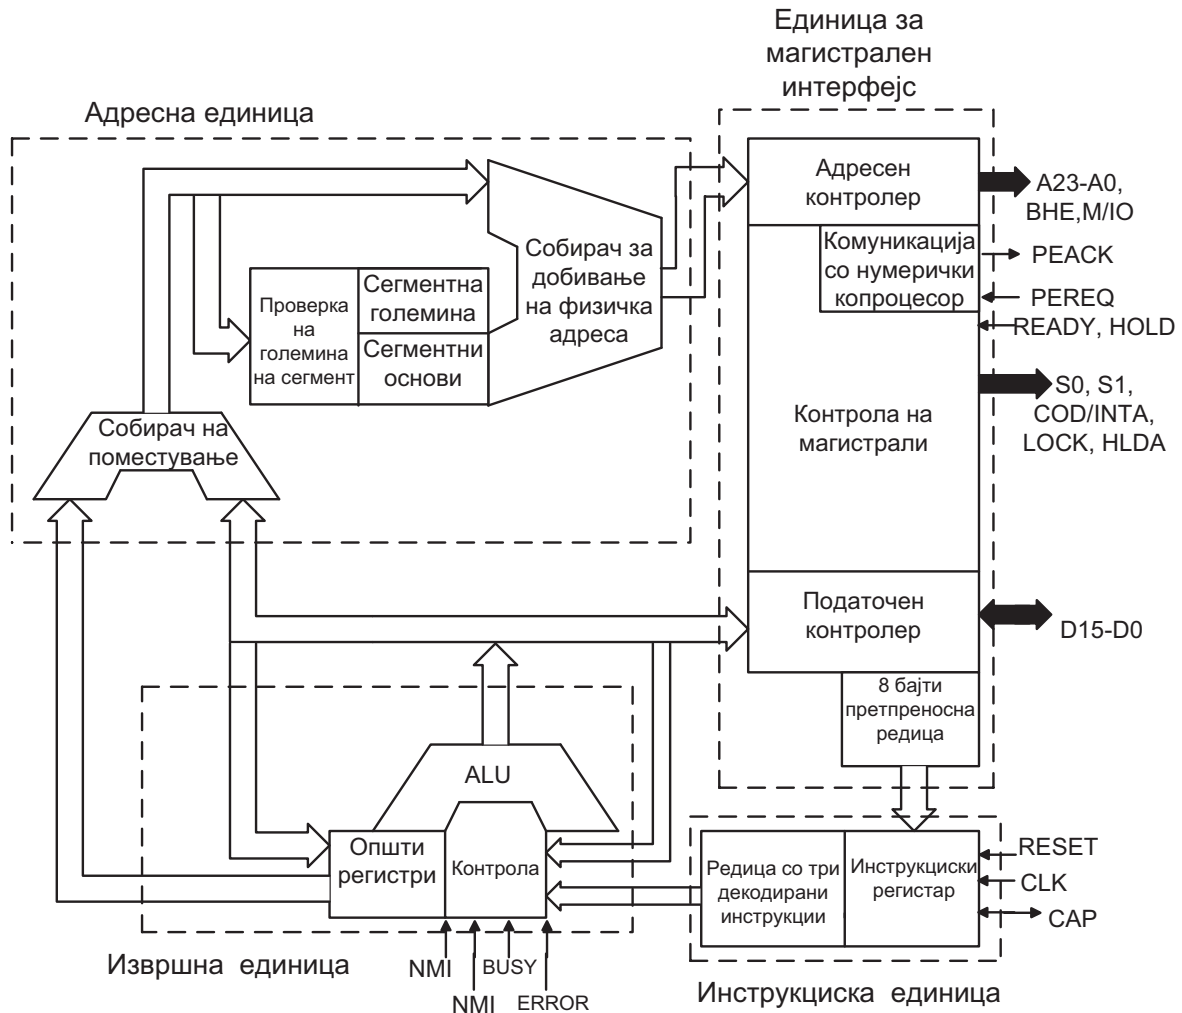 Единица за
магистрален
интерфејс
Адресна единица
Адресен
контролер
A23-A0,
BHE,M/IO
Комуникација
со нумерички
копроцесор
PEACK
PEREQ
READY, HOLD
Собирач за
добивање
на физичка
адреса
Сегментна
големина
Сегментни
основи
Проверка
на
големина
на сегмент
S0, S1,
COD/INTA,
LOCK, HLDA
Контрола на
магистрали
Собирач на
поместување
Податочен
контролер
D15-D0
8 бајти
претпреносна
редица
ALU
Општи
регистри
Контрола
Редица со три
декодирани
инструкции
Инструкциски
регистар
RESET
CLK
CAP
NMI
BUSY
NMI
ERROR
Извршна единица
Инструкциска единица